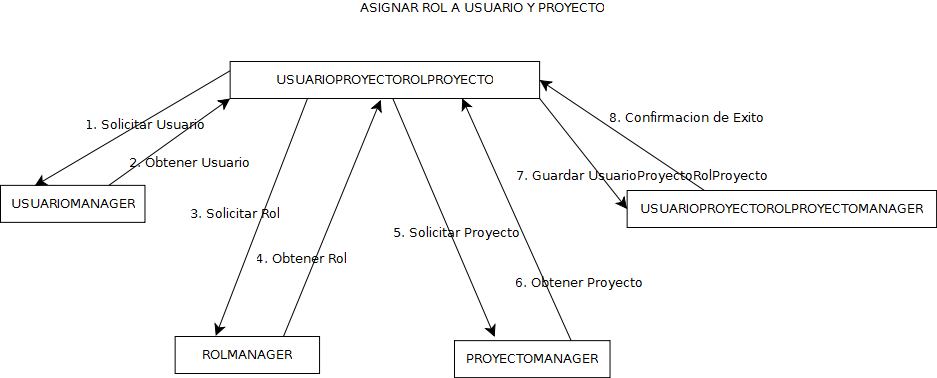 ASIGNAR ROL A USUARIO Y PROYECTO
USUARIOPROYECTOROLPROYECTO
8. Confirmacion de Exito
1. Solicitar Usuario
2. Obtener Usuario
7. Guardar UsuarioProyectoRolProyecto
USUARIOMANAGER
USUARIOPROYECTOROLPROYECTOMANAGER
3. Solicitar Rol
5. Solicitar Proyecto
4. Obtener Rol
6. Obtener Proyecto
ROLMANAGER
PROYECTOMANAGER